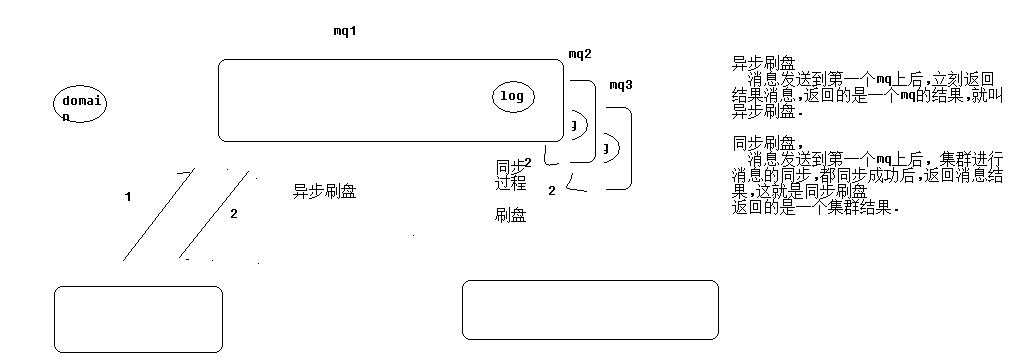 mq1
mq2
mq3
domai
n
log
g
g
同步2
过程
2
刷盘
1
2
异步刷盘
异步刷盘
消息发送到第一个mq上后,立刻返回
结果消息,返回的是一个mq的结果,就叫
异步刷盘.
同步刷盘,
消息发送到第一个mq上后,集群进行
消息的同步,都同步成功后,返回消息结
果,这就是同步刷盘
返回的是一个集群结果.